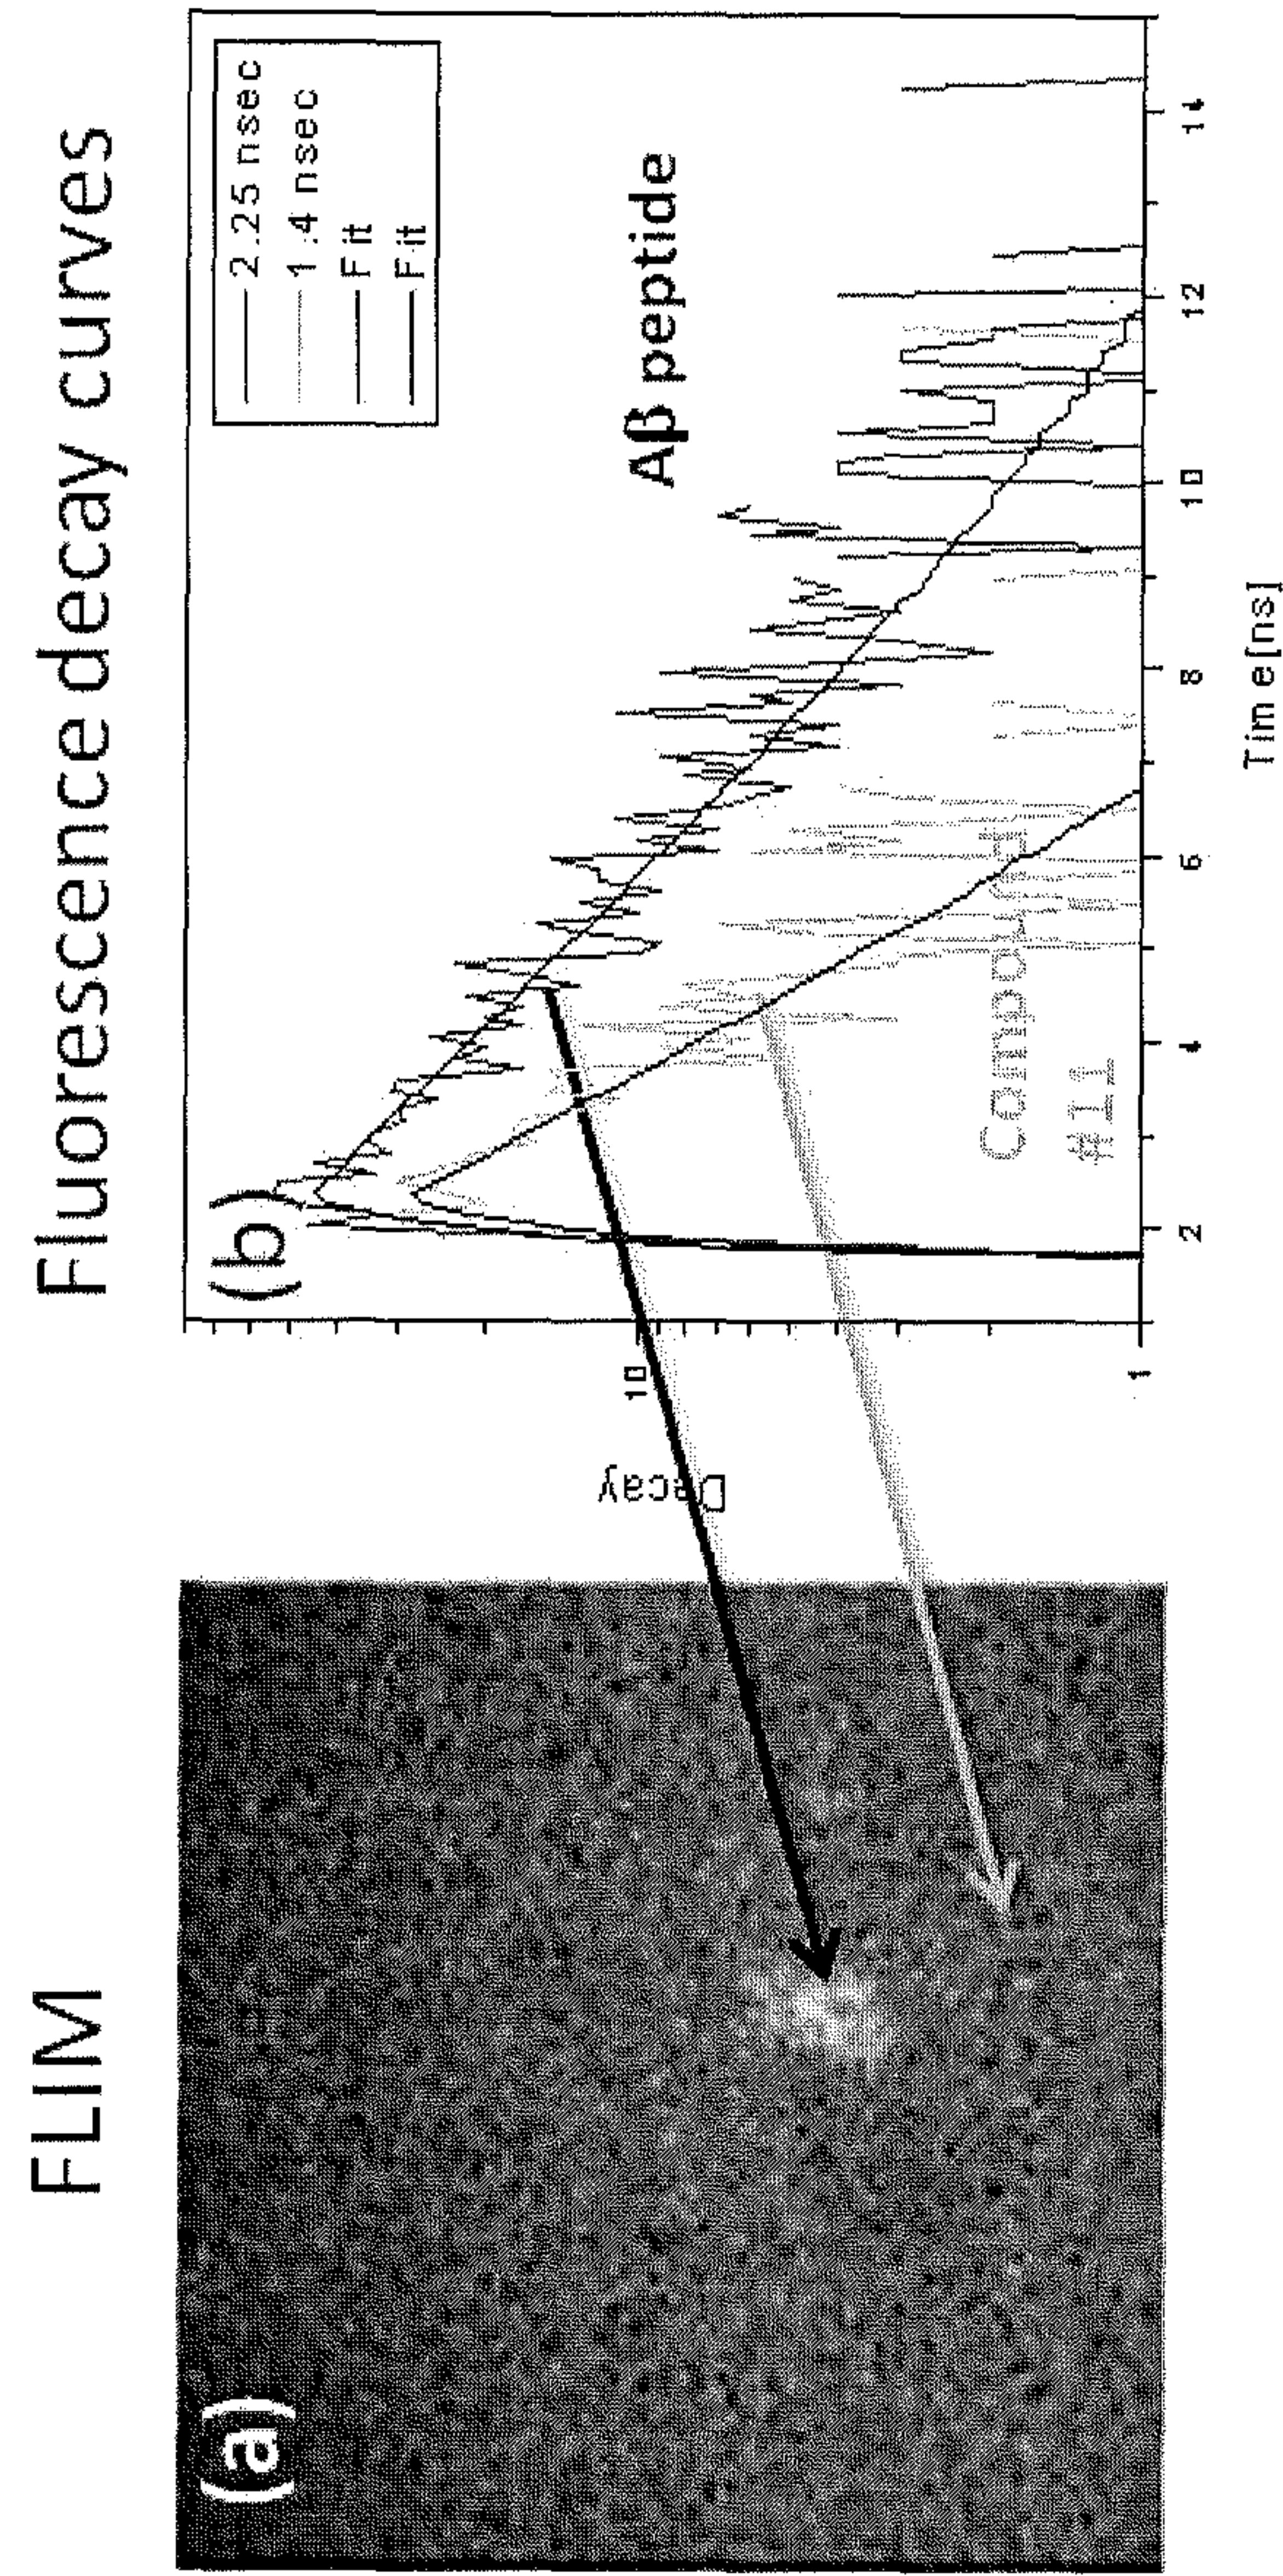 FLIM
Fluorescence decay curves
(a)
(b)
2.25 nsec
1.4 nsec
Fit
Fit
Aβ peptide
Compound
#11
Decay
10
1
2
4
6
8
10
12
14
Time[ns]